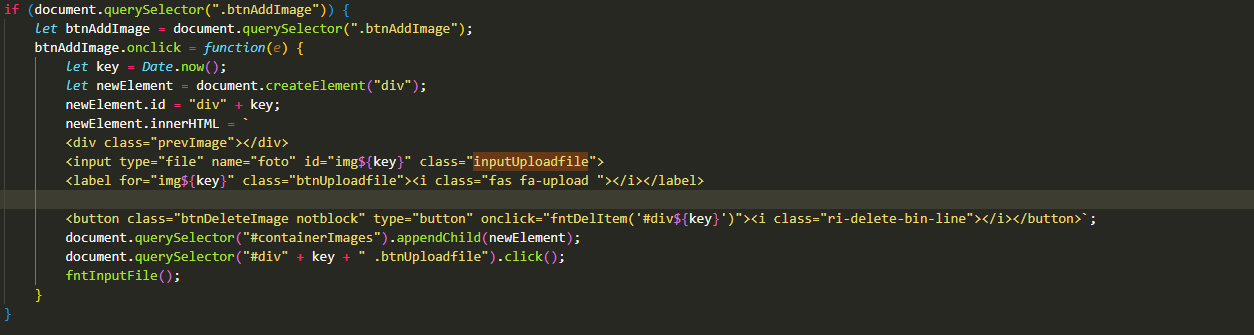 if (document.querySelector(".btnAddImage")) {
let btnAddImage = document.querySelector(".btnAddImage");
btnAddImage.onclick = function(e) {
let key = Date.now();
let newElement = document.createElement("div");
newElement.id = "div" + key;
newElement.innerHTML = `
<div class="prevImage"></div>
<input type="file" name="foto" id="img${key}" class="inputUploadfile">
<label for="img${key}" class="btnUploadfile"><i class="fas fa-upload "></i></label>
<button class="btnDeleteImage notblock" type="button" onclick="fntDelItem('#div${key}')"><i class="ri-delete-bin-line"></i></button>`;
document.querySelector("#containerImages").appendChild(newElement);
document.querySelector("#div" + key + " .btnUploadfile").click();
fntInputFile();
}
}